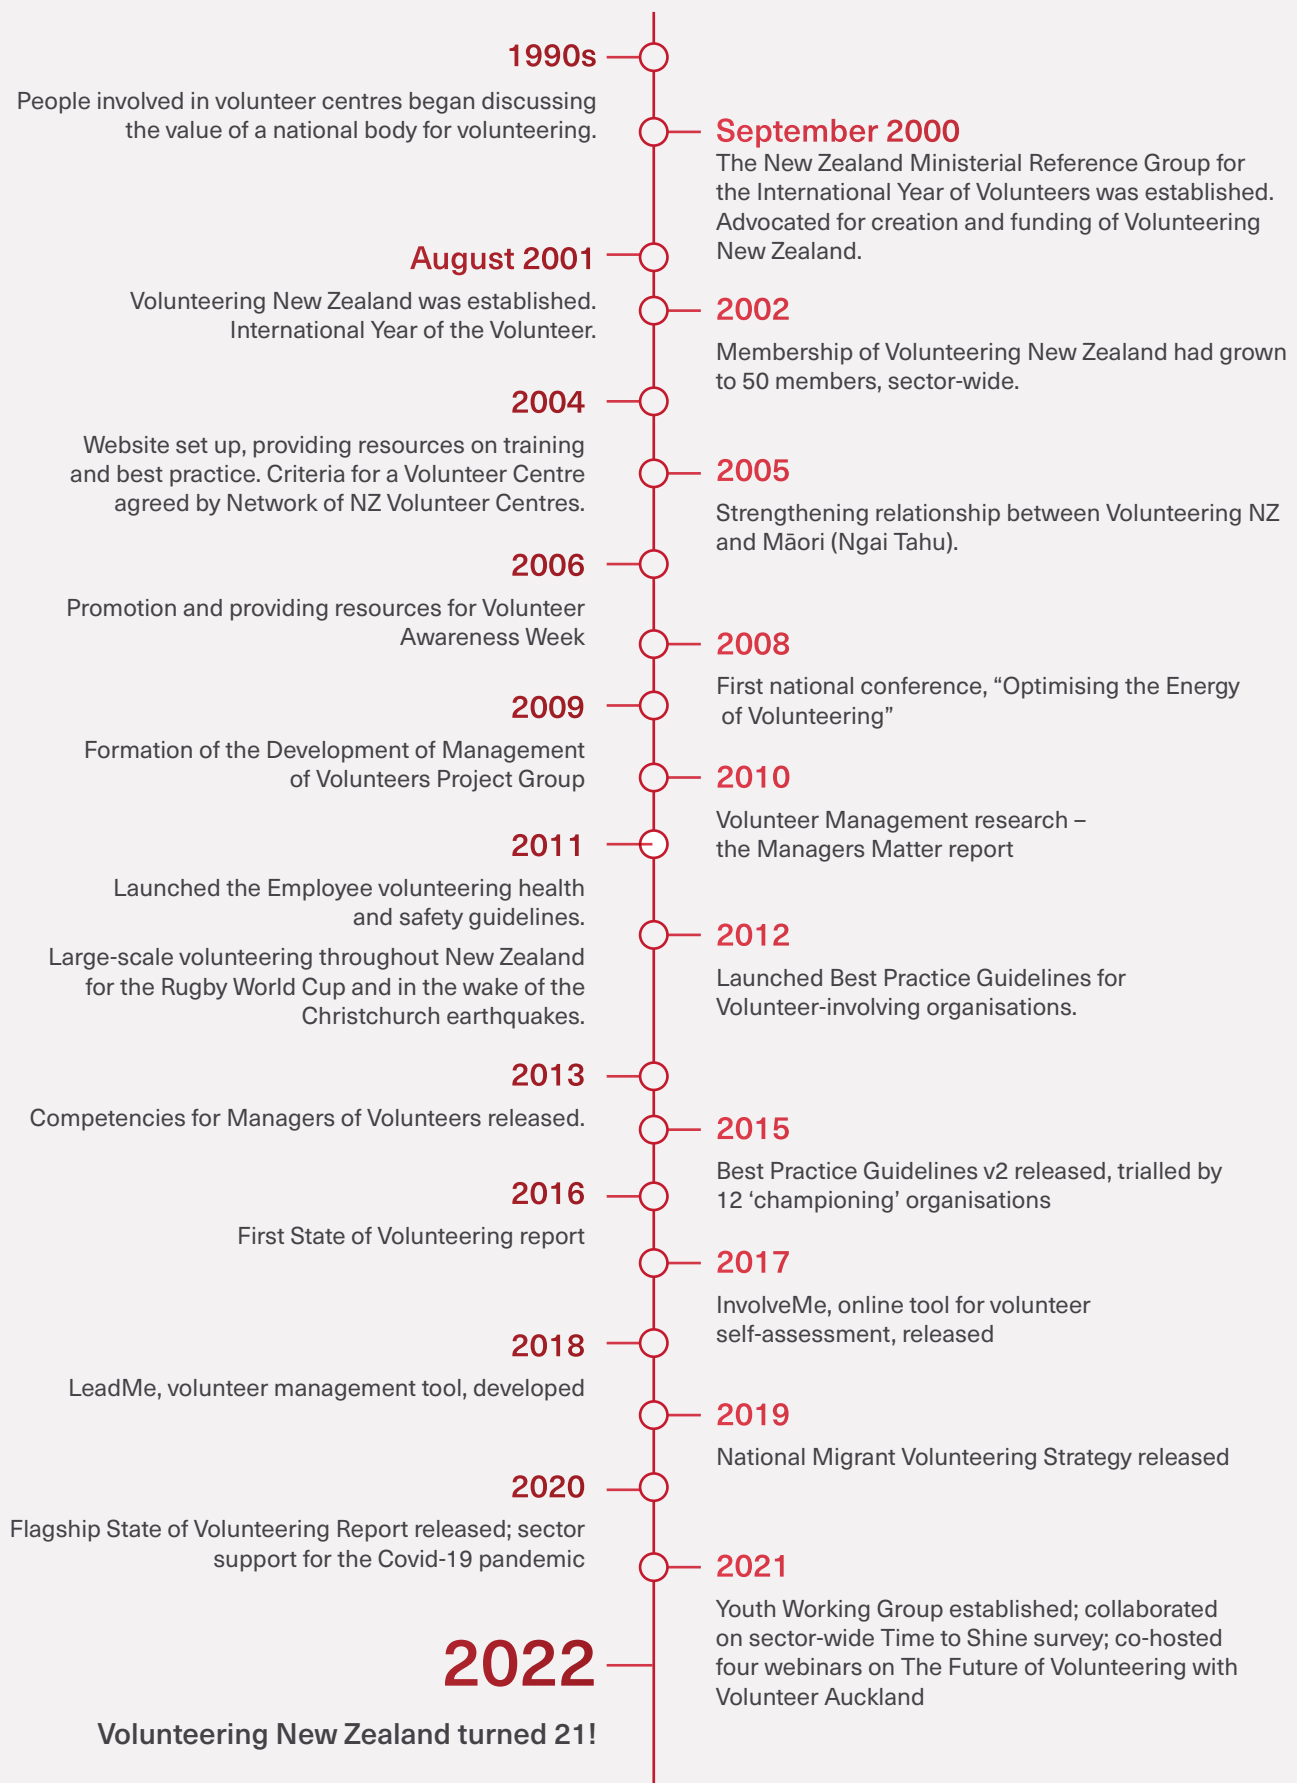 1990s
People involved in volunteer centres began discussing
the value of a national body for volunteering.
September 2000
The New Zealand Ministerial Reference Group for
the International Year of Volunteers was established.
Advocated for creation and funding of Volunteering
New Zealand.
August 2001
Volunteering New Zealand was established.
International Year of the Volunteer.
2002
Membership of Volunteering New Zealand had grown
to 50 members, sector-wide.
2004
Website set up, providing resources on training
and best practice. Criteria for a Volunteer Centre
agreed by Network of NZ Volunteer Centres.
2005
Strengthening relationship between Volunteering NZ
and Māori (Ngai Tahu).
2006
Promotion and providing resources for Volunteer
Awareness Week
2008
First national conference, “Optimising the Energy
of Volunteering”
2009
Formation of the Development of Management
of Volunteers Project Group
2010
Volunteer Management research –
the Managers Matter report
2011
Launched the Employee volunteering health
and safety guidelines.
Large-scale volunteering throughout New Zealand
for the Rugby World Cup and in the wake of the
Christchurch earthquakes.
2012
Launched Best Practice Guidelines for
Volunteer-involving organisations.
2013
Competencies for Managers of Volunteers released.
2015
Best Practice Guidelines v2 released, trialled by
12 ‘championing’ organisations
2016
First State of Volunteering report
2017
InvolveMe, online tool for volunteer
self-assessment, released
2018
LeadMe, volunteer management tool, developed
2019
National Migrant Volunteering Strategy released
2020
Flagship State of Volunteering Report released; sector
support for the Covid-19 pandemic
2021
Youth Working Group established; collaborated
on sector-wide Time to Shine survey; co-hosted
four webinars on The Future of Volunteering with
Volunteer Auckland
2022
Volunteering New Zealand turned 21!